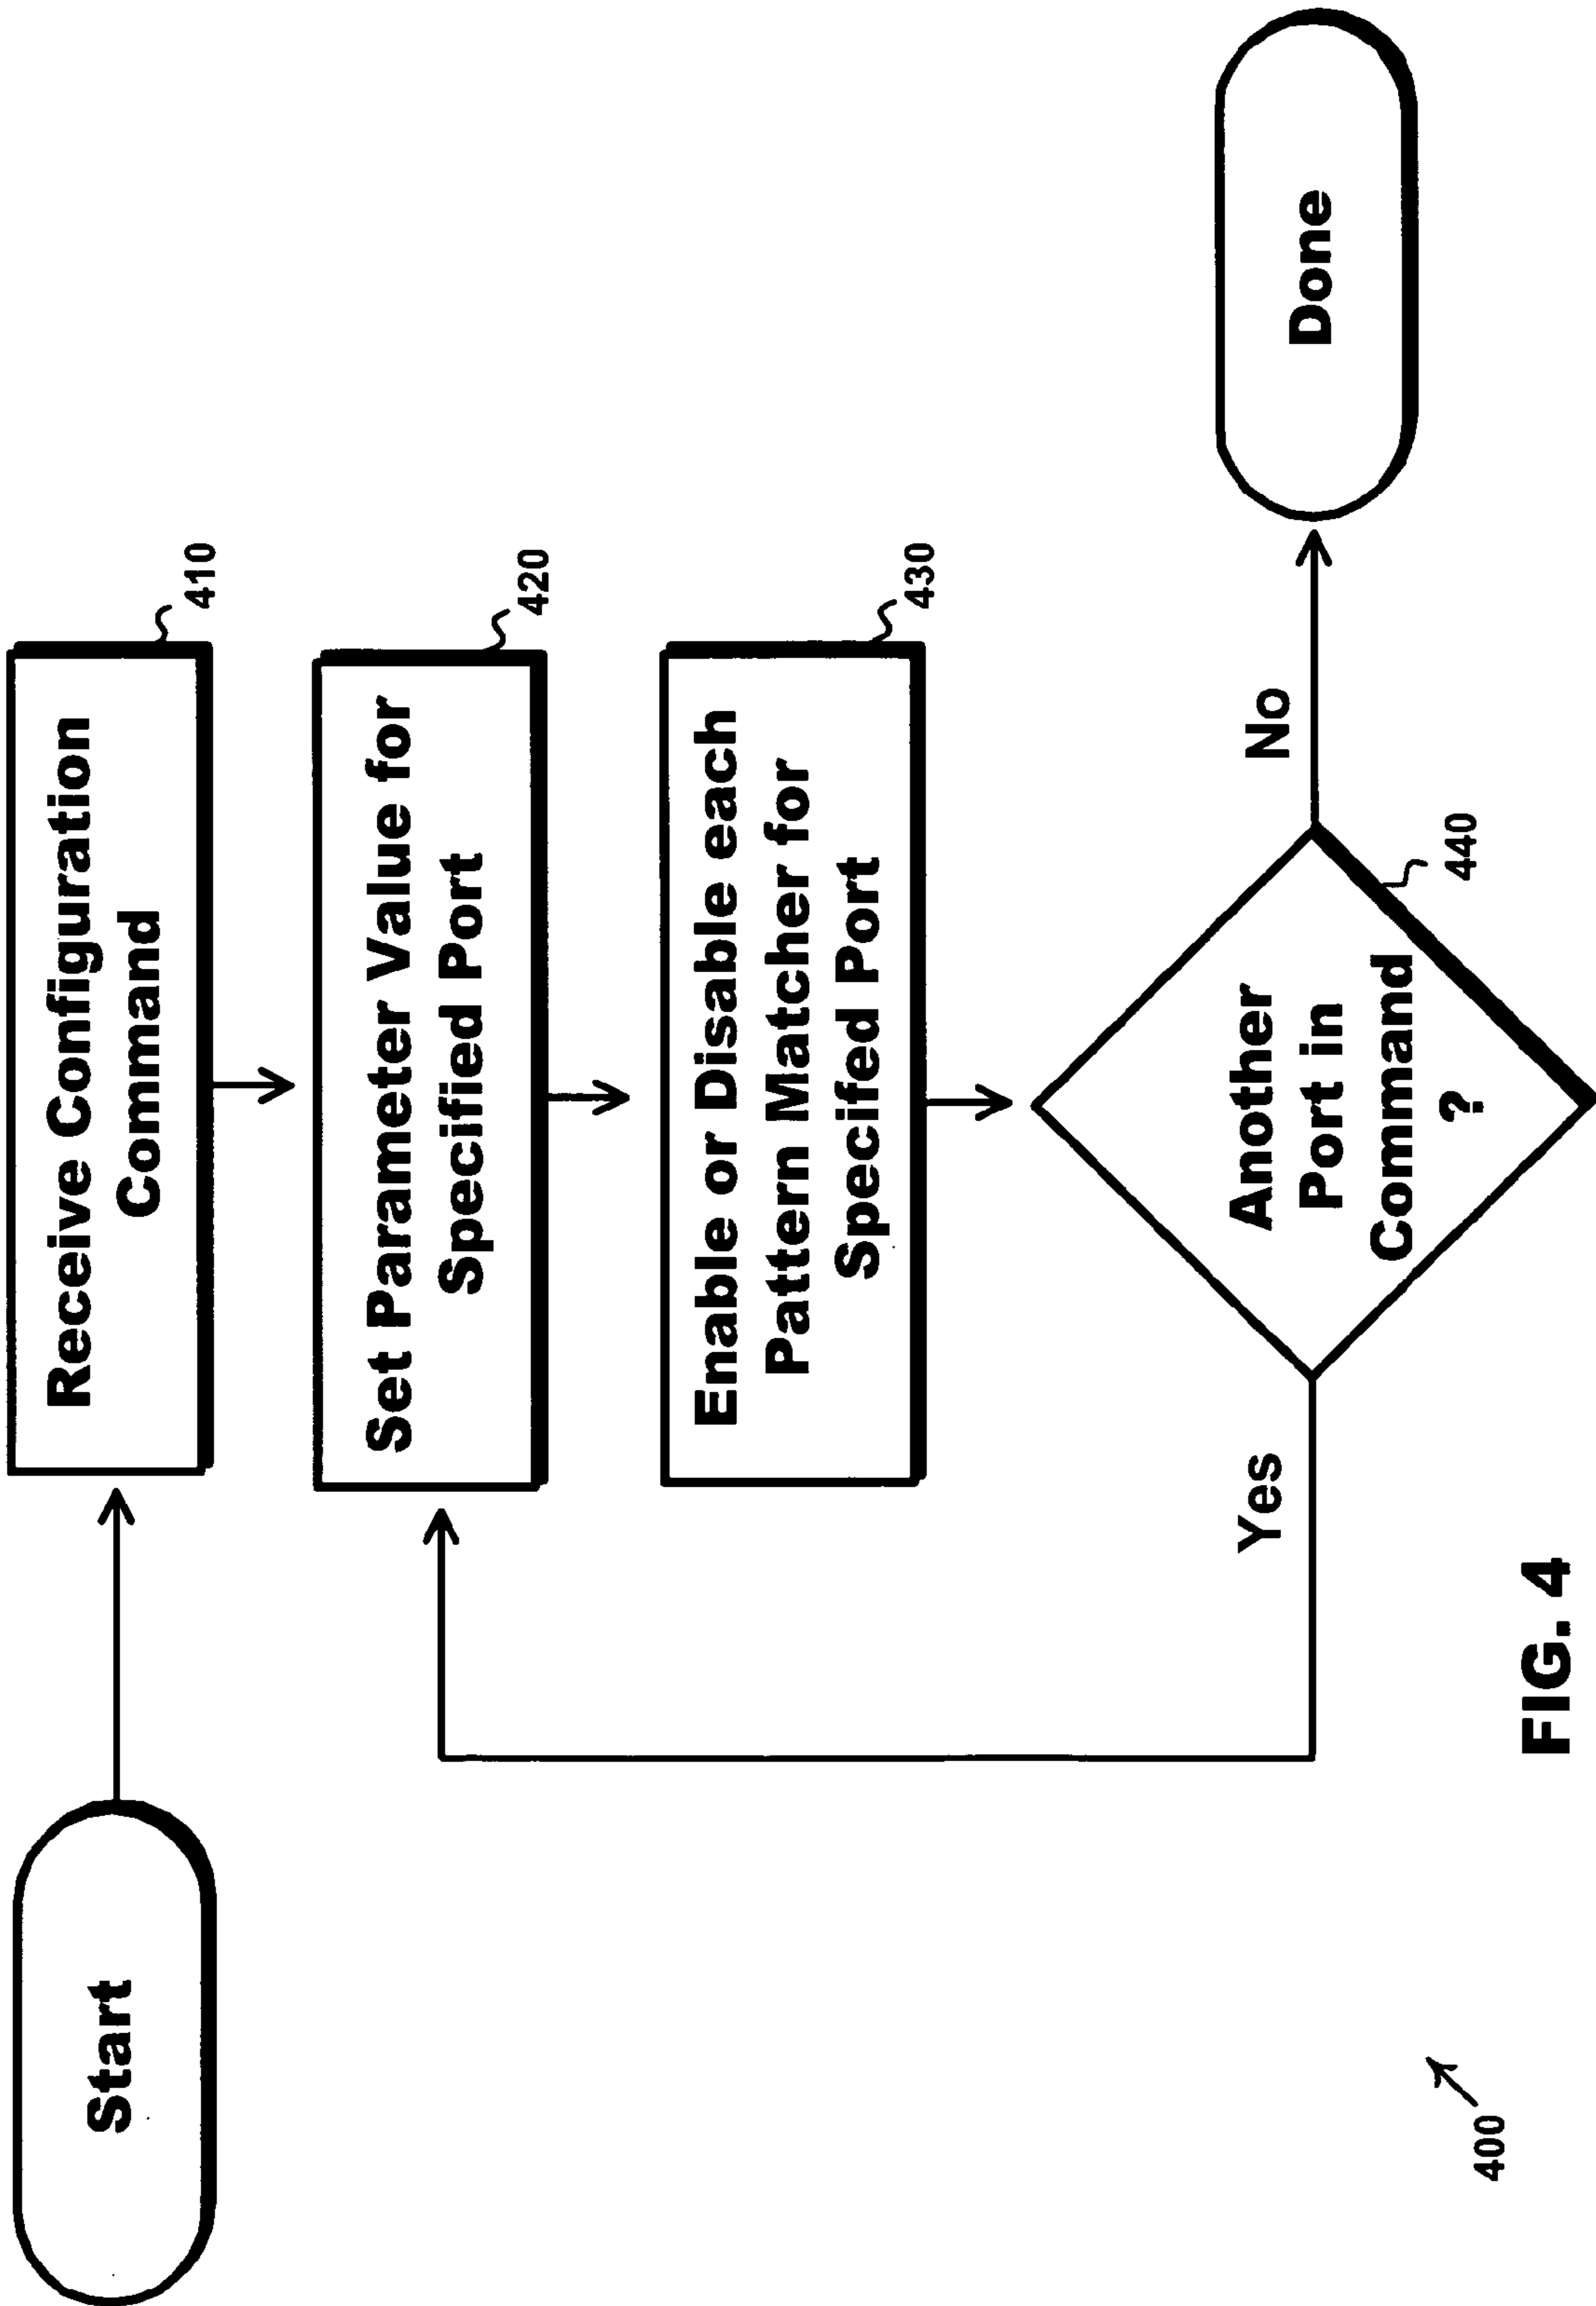 Start
Receive Configuration
Command
410
Set Parameter Value for
Specified Port
420
Enable or Disable each
Pattern Matcher for
Specified Port
430
Another
Port in
Command
?
440
Yes
No
Done
400
FIG. 4